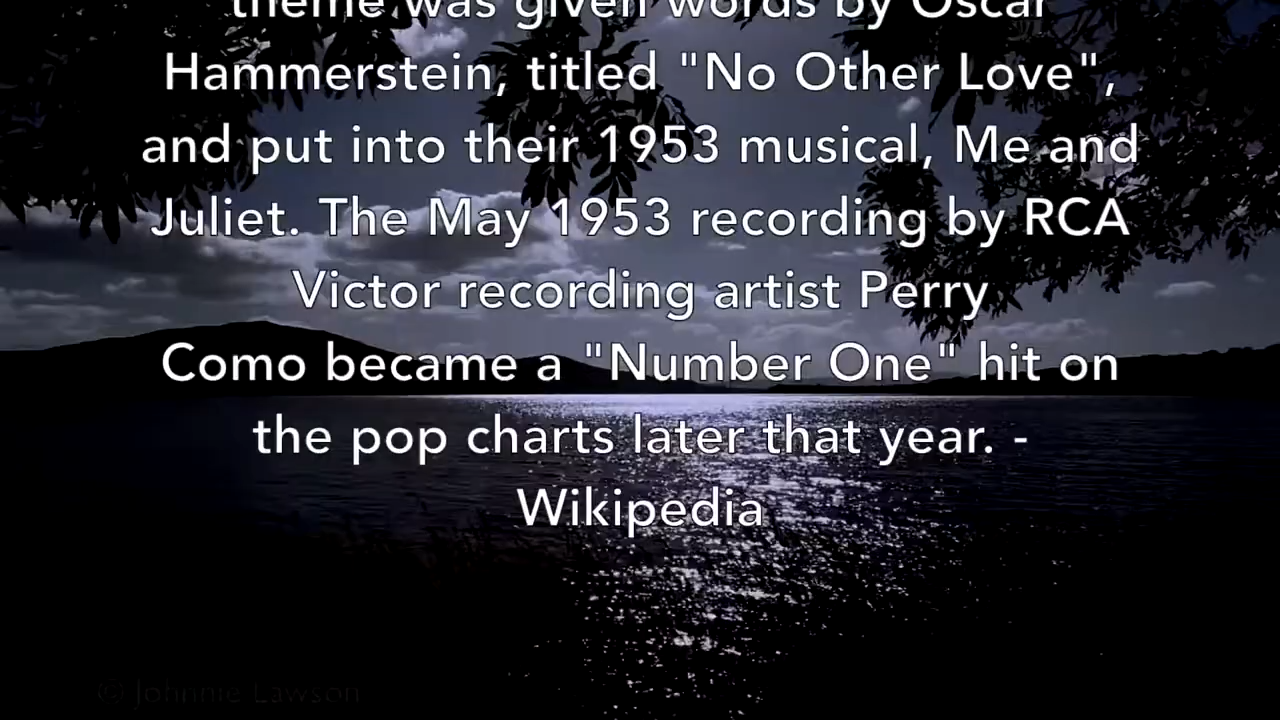 theme was given words by Oscar
Hammerstein, titled "No Other Love",
and put into their 1953 musical, Me and
Juliet. The May 1953 recording by RCA
Victor recording artist Perry
Como became a "Number One" hit on
the pop charts later that year. -
Wikipedia
© Johnnie Lawson